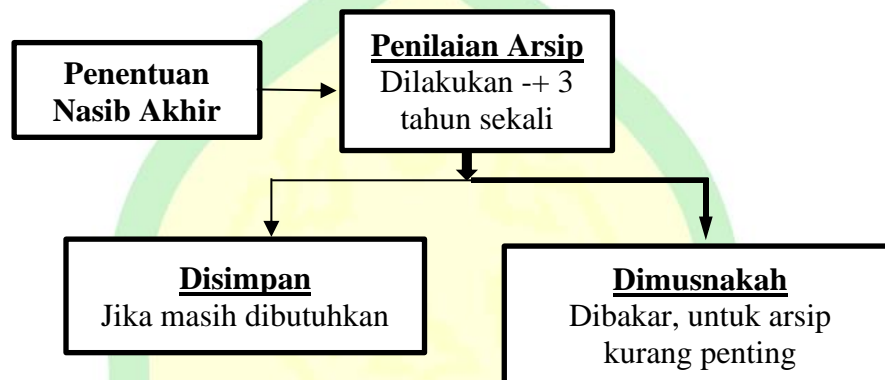 Penentuan
Nasib Akhir
Penilaian Arsip
Dilakukan -+ 3
tahun sekali
Disimpan
Jika masih dibutuhkan
Dimusnakah
Dibakar, untuk arsip
kurang penting